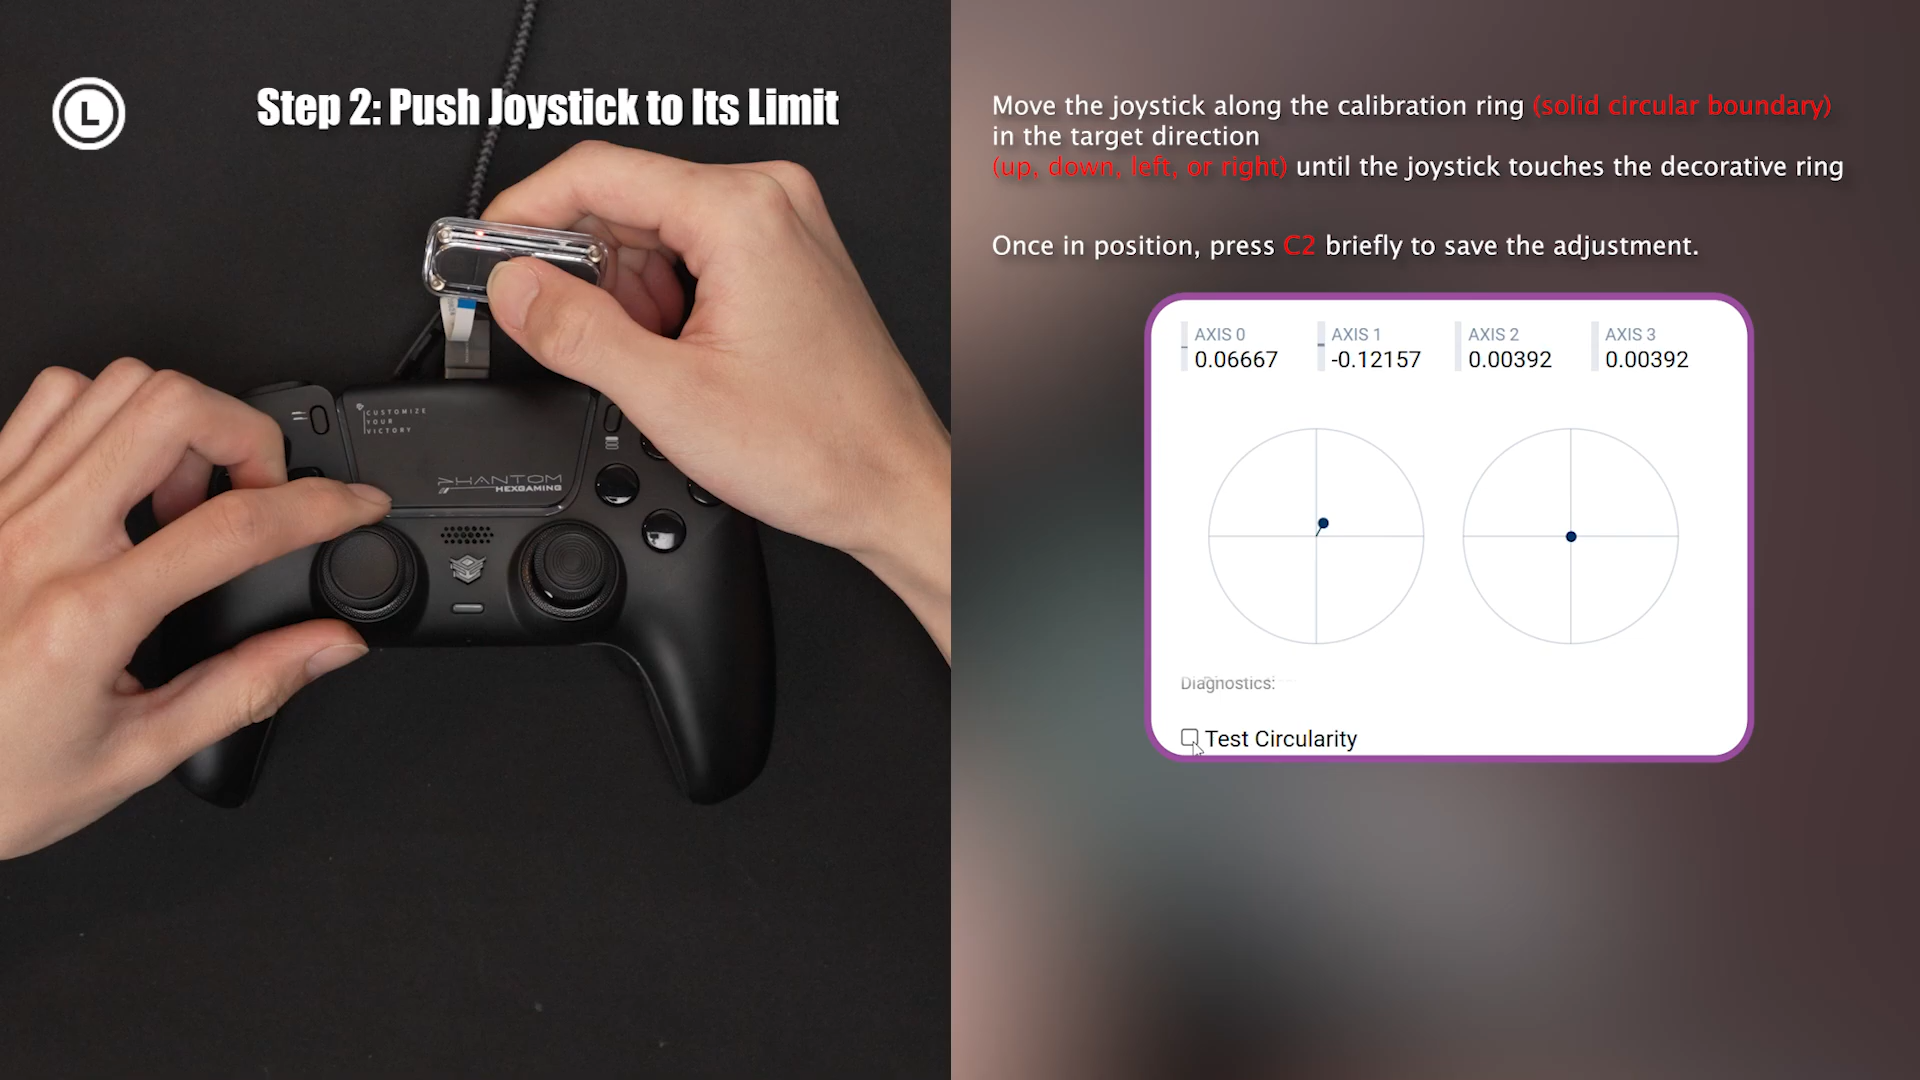 L
Step 2: Push Joystick to Its Limit
CUSTOMIZE
YOUR
VICTORY
PHANTOM
HEXGAMING
Move the joystick along the calibration ring (solid circular boundary)
in the target direction
(up, down, left, or right) until the joystick touches the decorative ring
Once in position, press C2 briefly to save the adjustment.
AXIS 0 AXIS 1 AXIS 2 AXIS 3
0.06667 -0.12157 0.00392 0.00392
Diagnostics:
Test Circularity